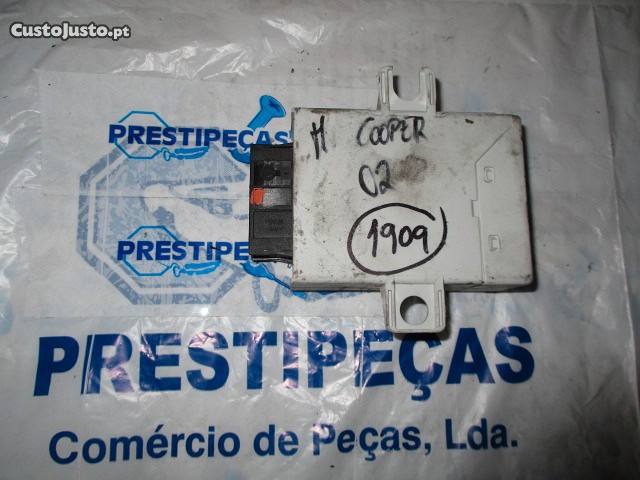 CustoJusto.pt
PRESTIPEÇAS
M COOPER
02
1909
PRESTIPEÇAS
PRESTIPEÇAS
Comércio de Peças, Lda.